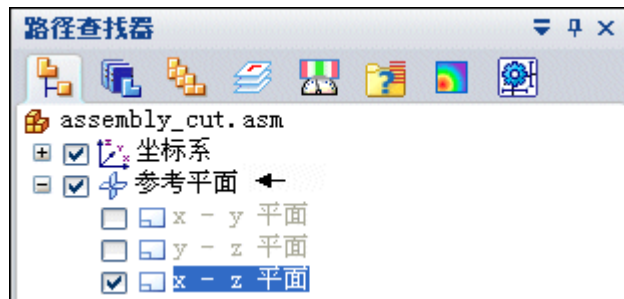 路径查找器
assembly_cut.asm
坐标系
参考平面
x - y 平面
y - z 平面
x - z 平面